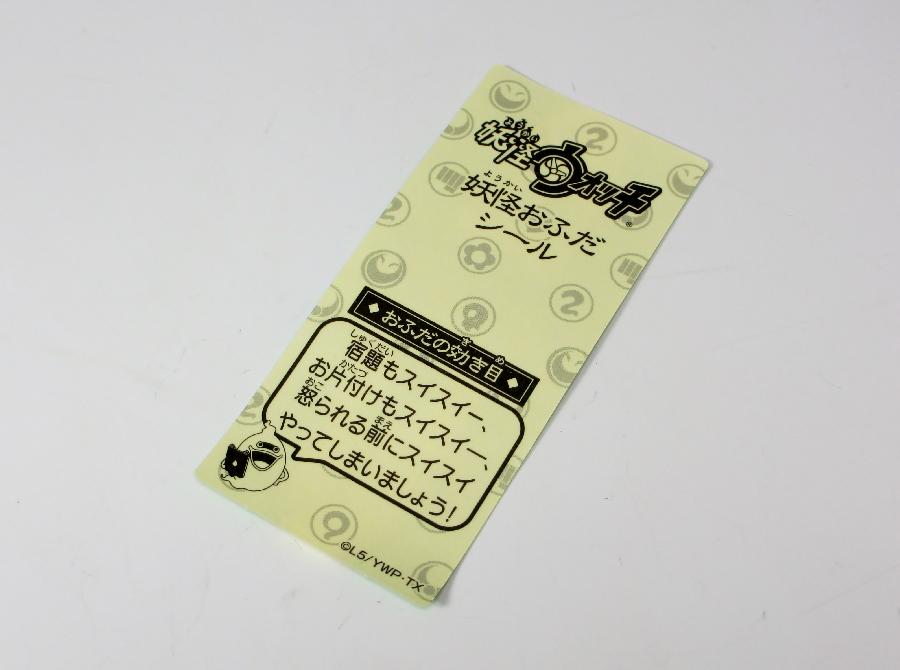 妖怪ウォッチ
妖怪おふだ
シール
◆おふだの効き目◆
宿題もスイスイー、
お片付けもスイスイー、
怒られる前にスイスイ
やってしまいましょう!
©L5/YWP・TX